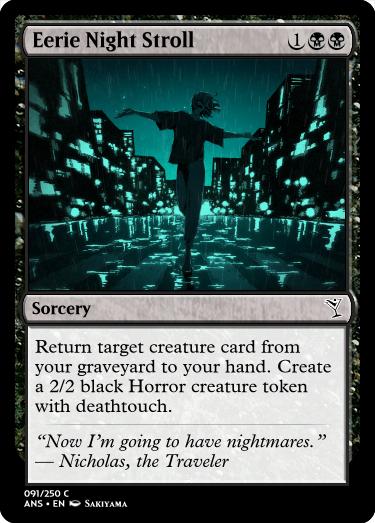 Eerie Night Stroll 1
Sorcery
Return target creature card from
your graveyard to your hand. Create
a 2/2 black Horror creature token
with deathtouch.
“Now I’m going to have nightmares.”
— Nicholas, the Traveler
091/250 C
ANS • EN Sakiyama